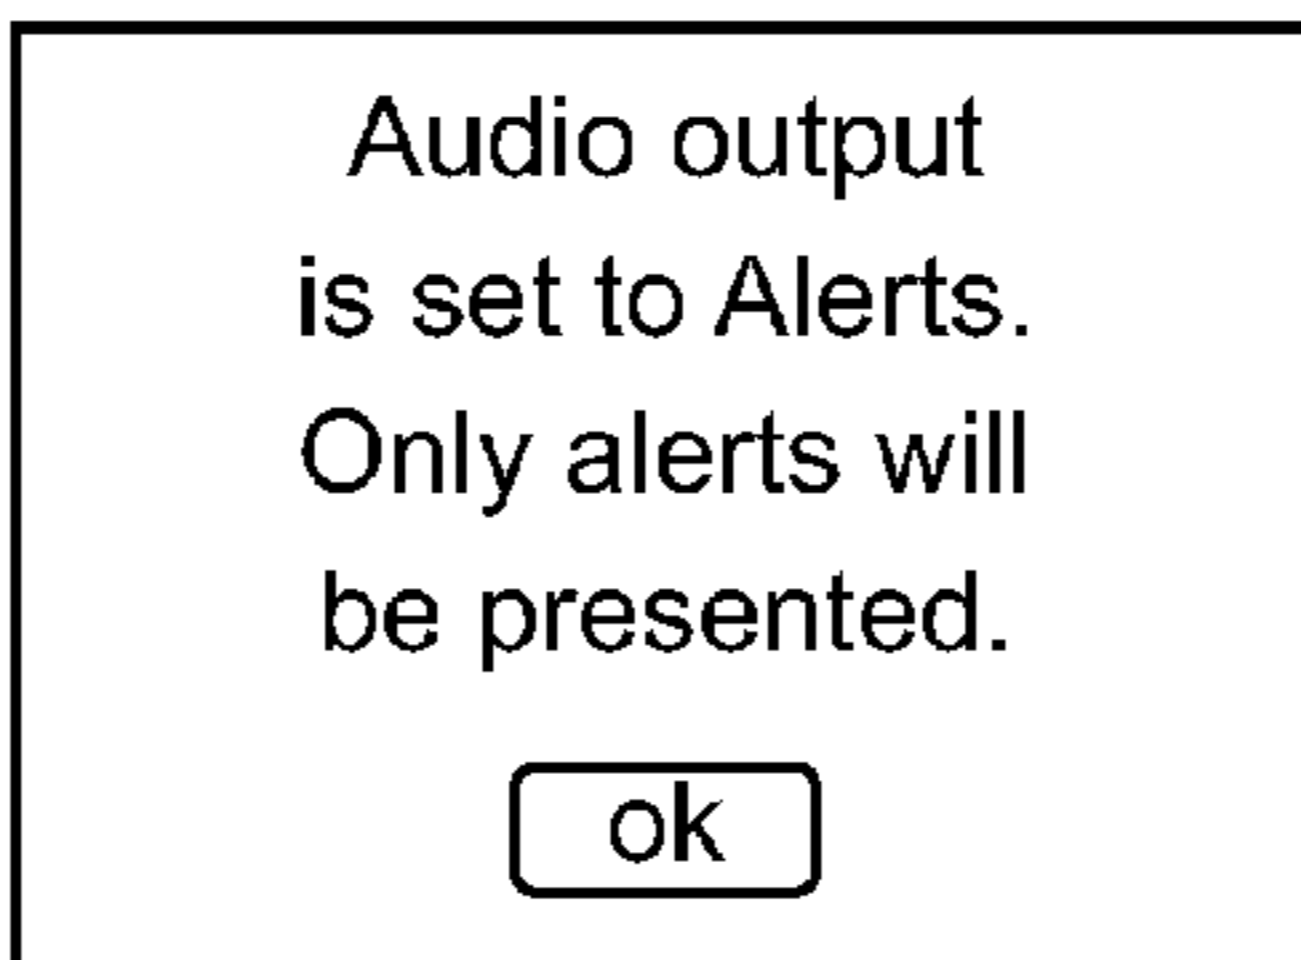 Audio output
is set to Alerts.
Only alerts will
be presented.
ok